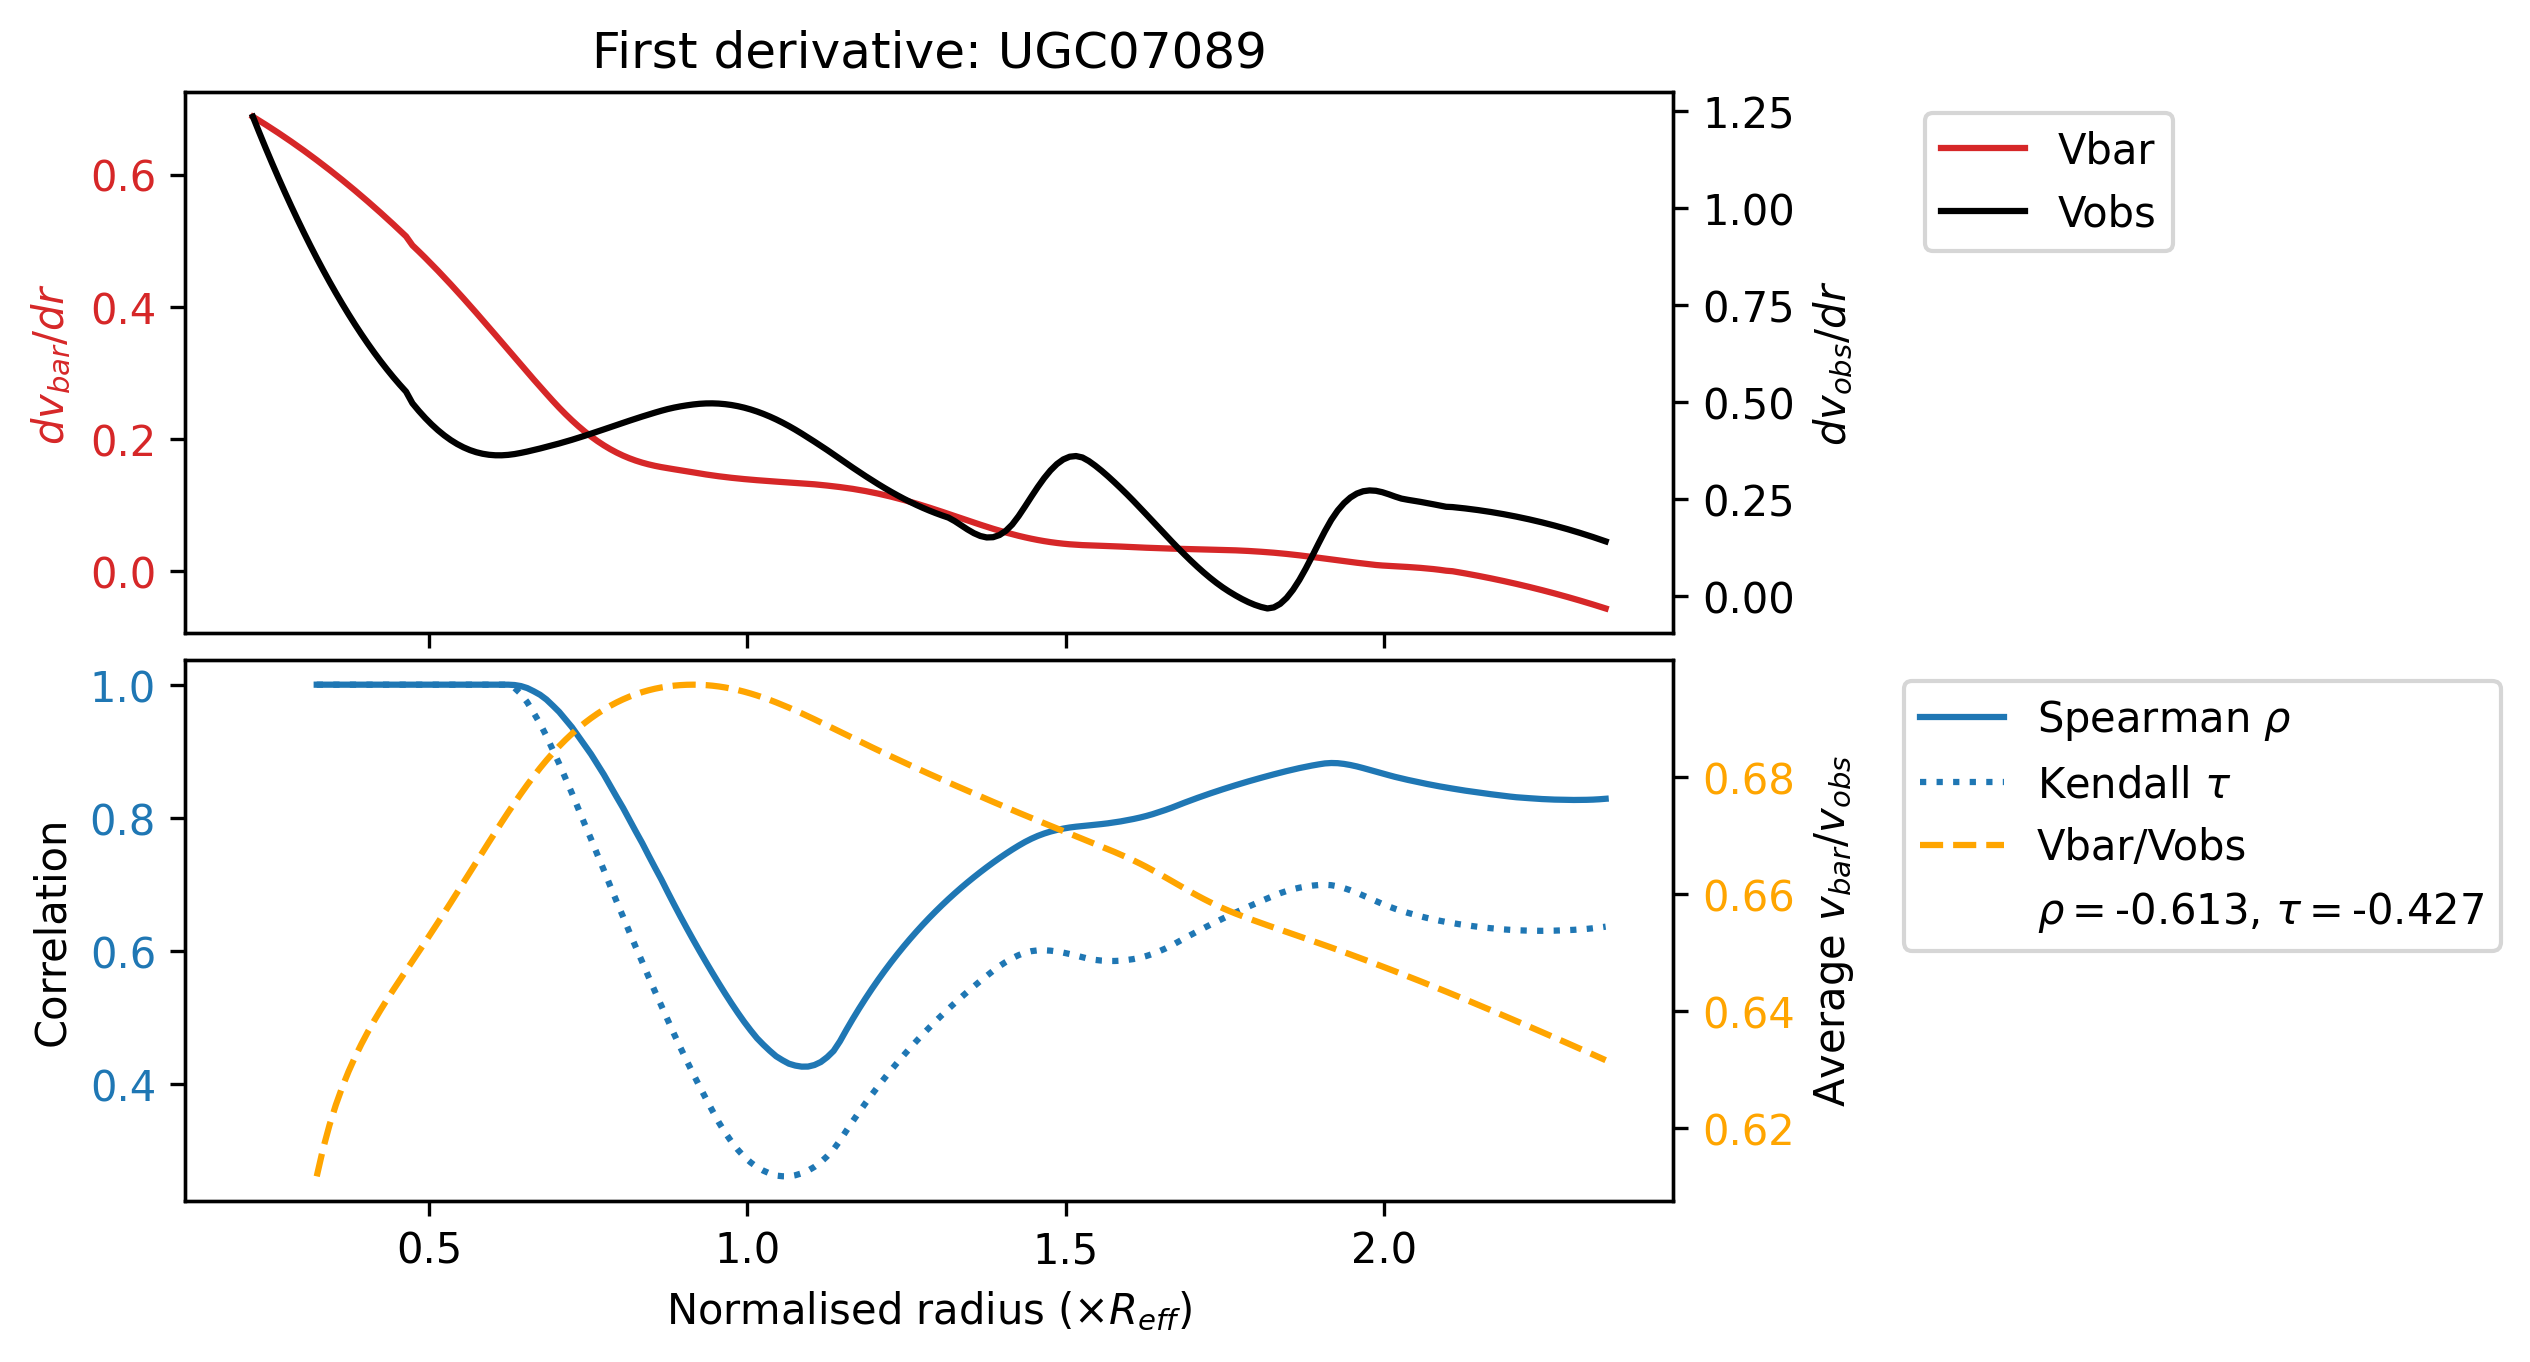 First derivative: UGC07089
0.6
0.4
0.2
0.0
dv_bar/dr
1.25
1.00
0.75
0.50
0.25
0.00
dv_obs/dr
Vbar
Vobs
1.0
0.8
0.6
0.4
Correlation
0.68
0.66
0.64
0.62
Average v_bar/v_obs
Spearman ρ
Kendall τ
Vbar/Vobs
ρ = -0.613, τ = -0.427
0.5 1.0 1.5 2.0
Normalised radius (×R_eff)